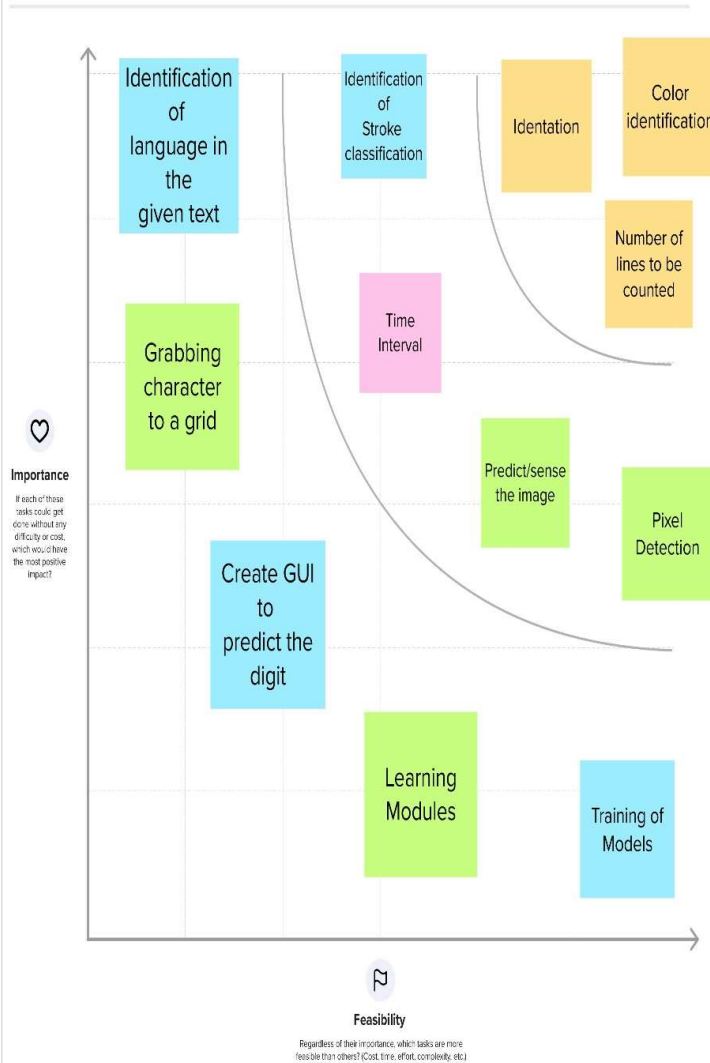 Identification
of
language in
the
given text
Identification
of
Stroke
classification
Identation
Color
identification
Number of
lines to be
counted
Time
Interval
Grabbing
character
to a grid
Predict/sense
the image
Pixel
Detection
Create GUI
to
predict the
digit
Learning
Modules
Training of
Models
Importance
If each of these
tasks could get
done without any
difficulty or cost,
which would have
the most positive
impact?
Feasibility
Regardless of their importance, which tasks are more
feasible than others? (Cost, time, effort, complexity, etc.)